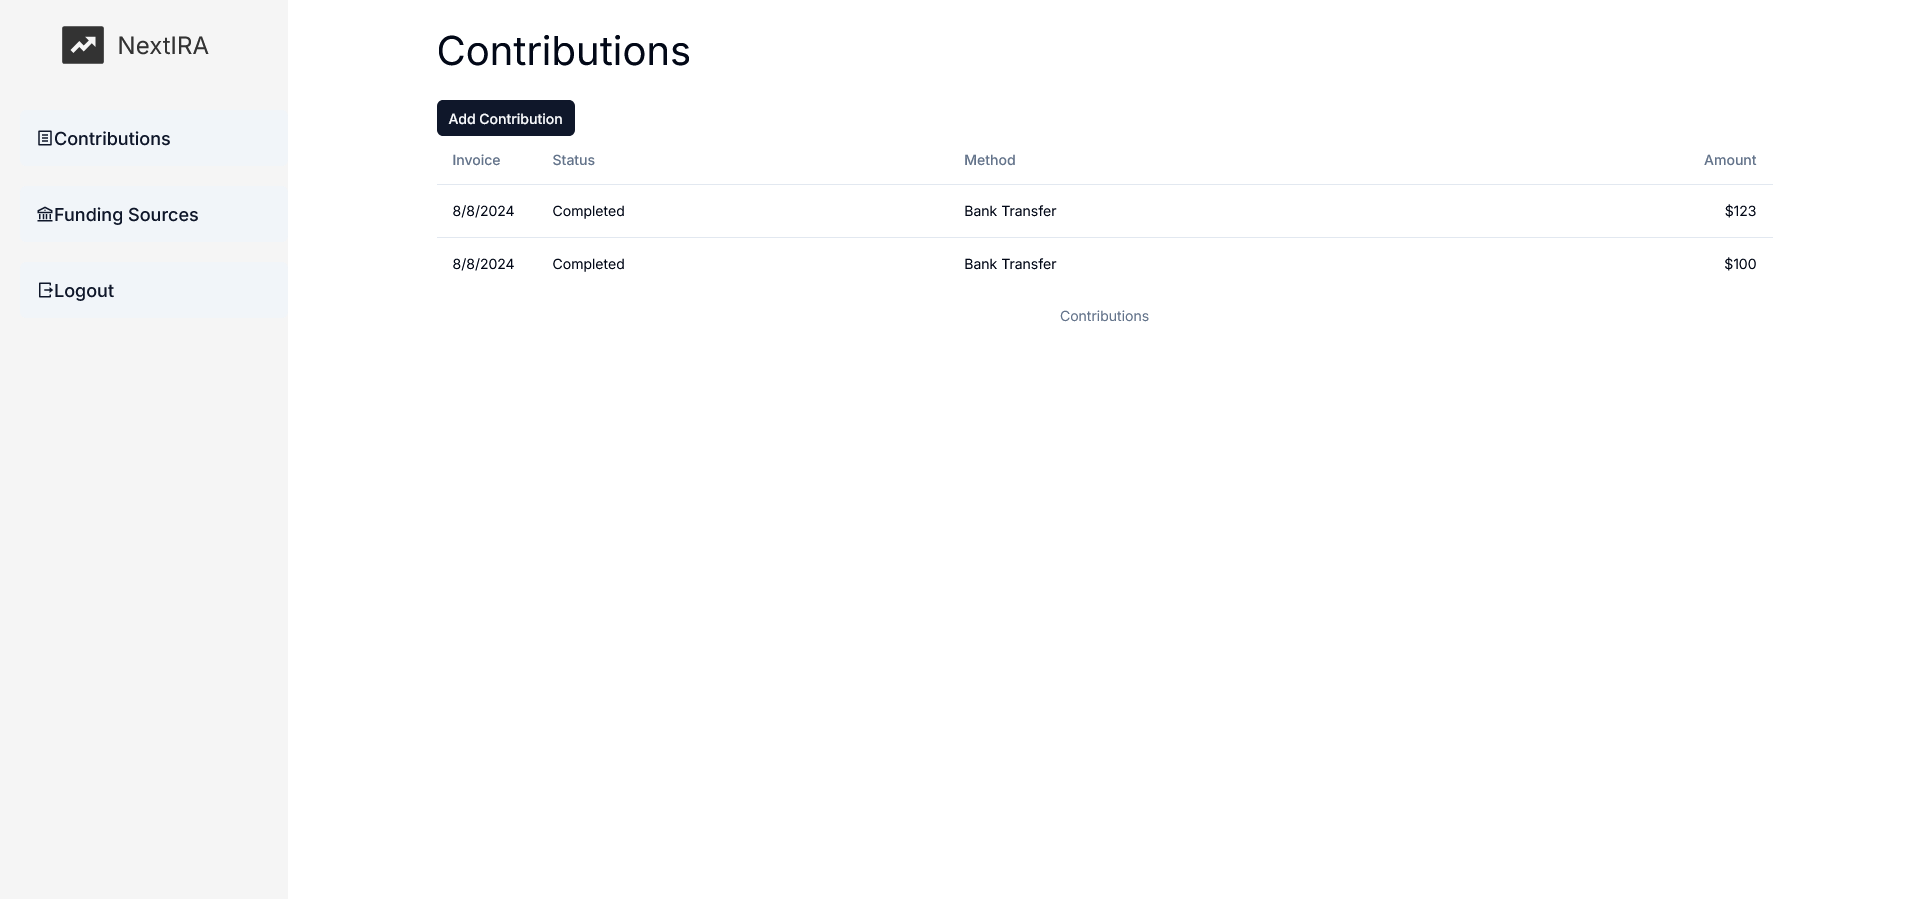 NextIRA
Contributions
Funding Sources
Logout
Contributions
Add Contribution
Invoice Status Method Amount
8/8/2024 Completed Bank Transfer $123
8/8/2024 Completed Bank Transfer $100
Contributions